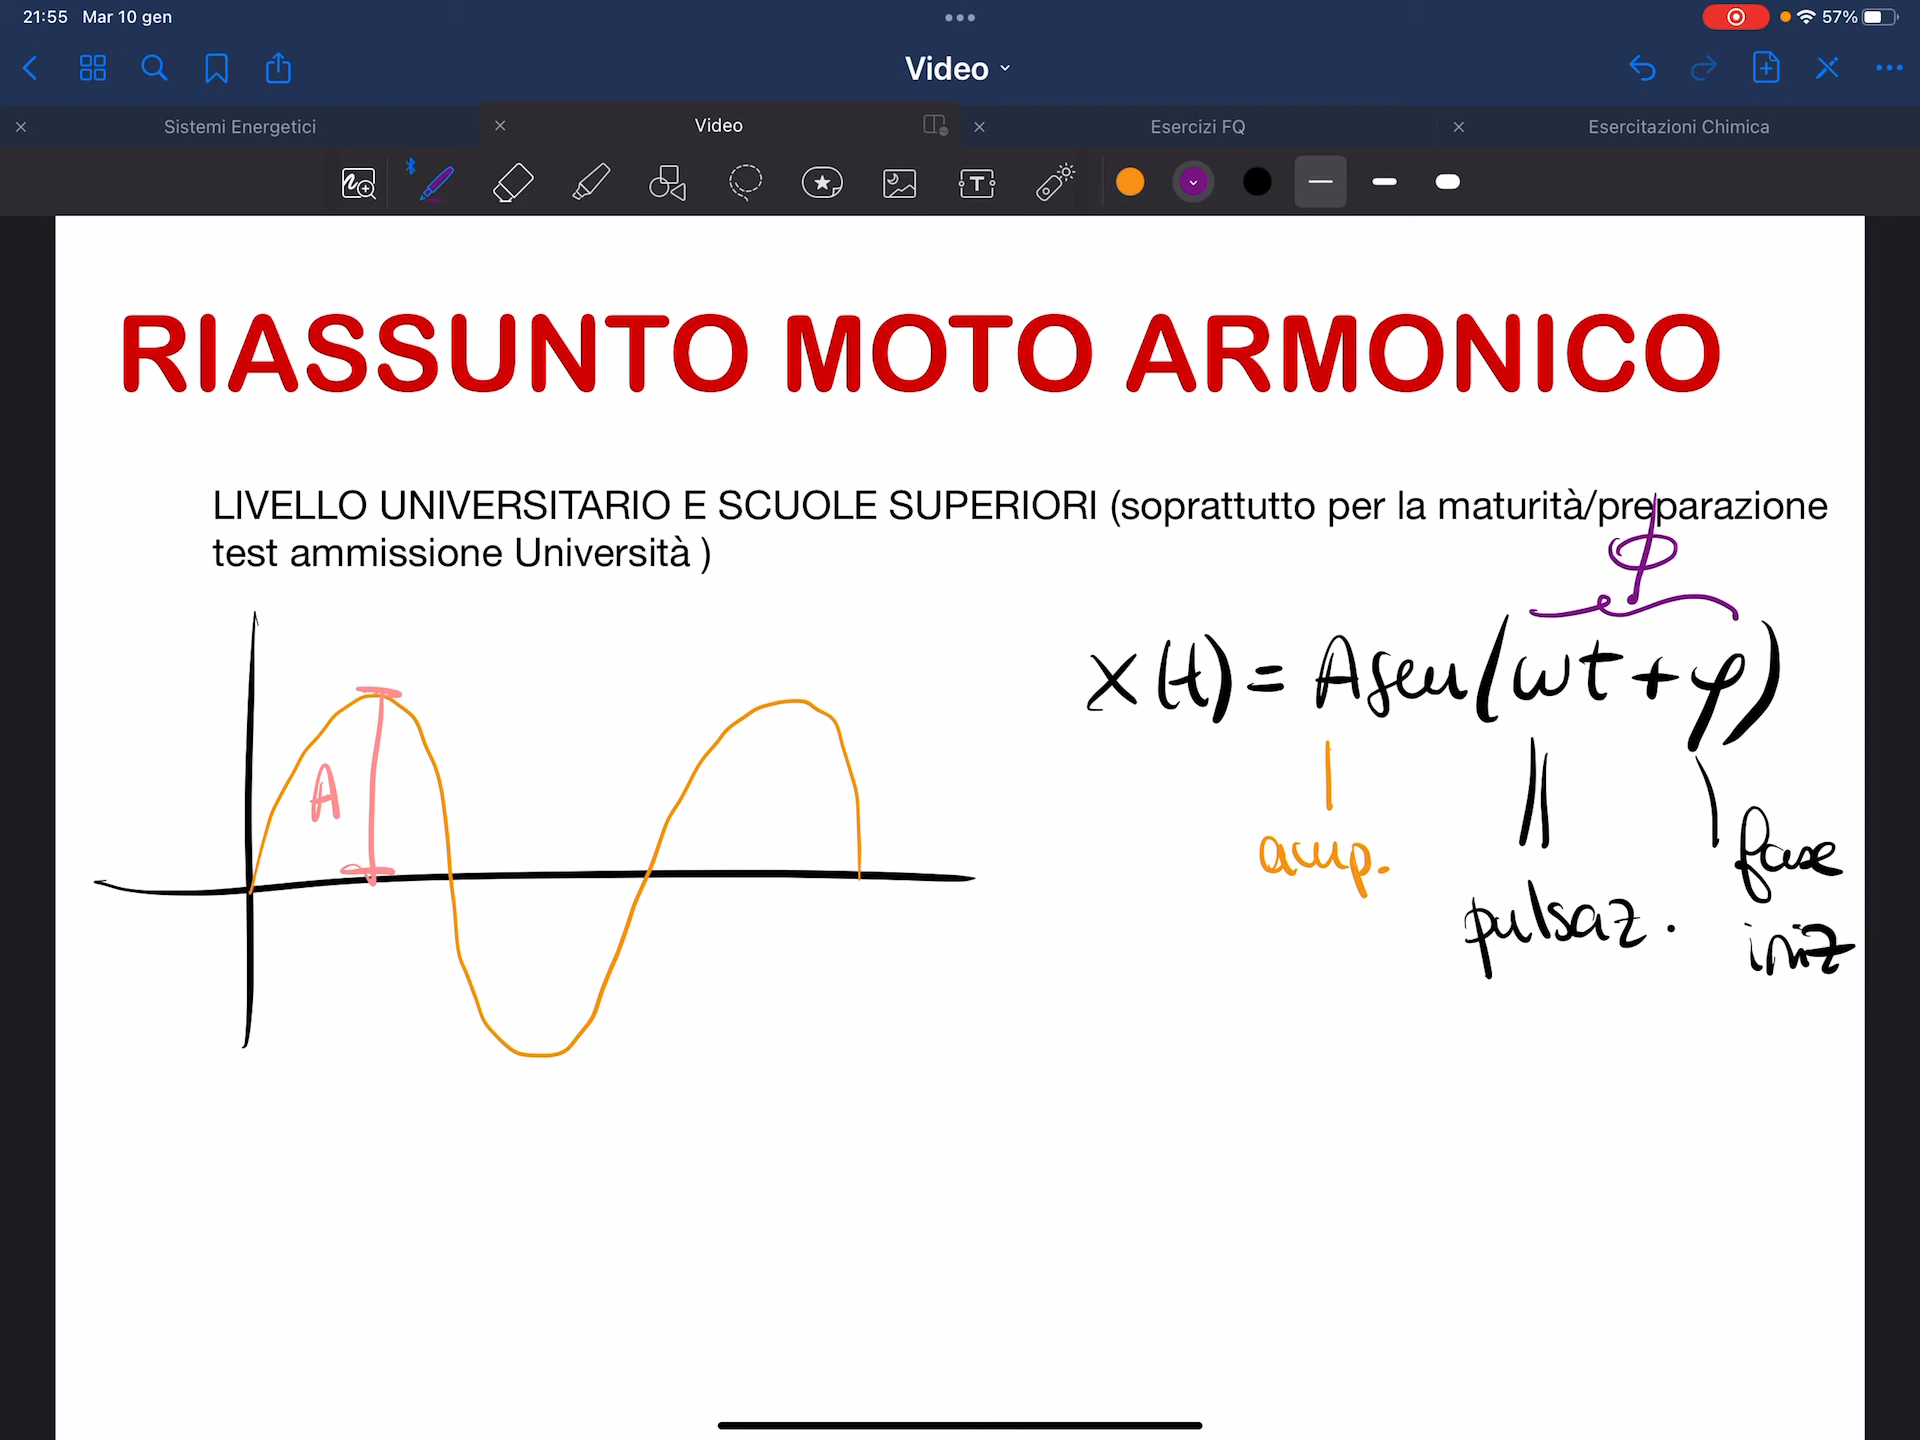 21:55 Mar 10 gen
57%
Video
Sistemi Energetici
Video
Esercizi FQ
Esercitazioni Chimica
RIASSUNTO MOTO ARMONICO
LIVELLO UNIVERSITARIO E SCUOLE SUPERIORI (soprattutto per la maturità/preparazione
test ammissione Università )
ϕ
x(t) = A sen(ωt+φ)
A
amp.
pulsaz.
fase
iniz